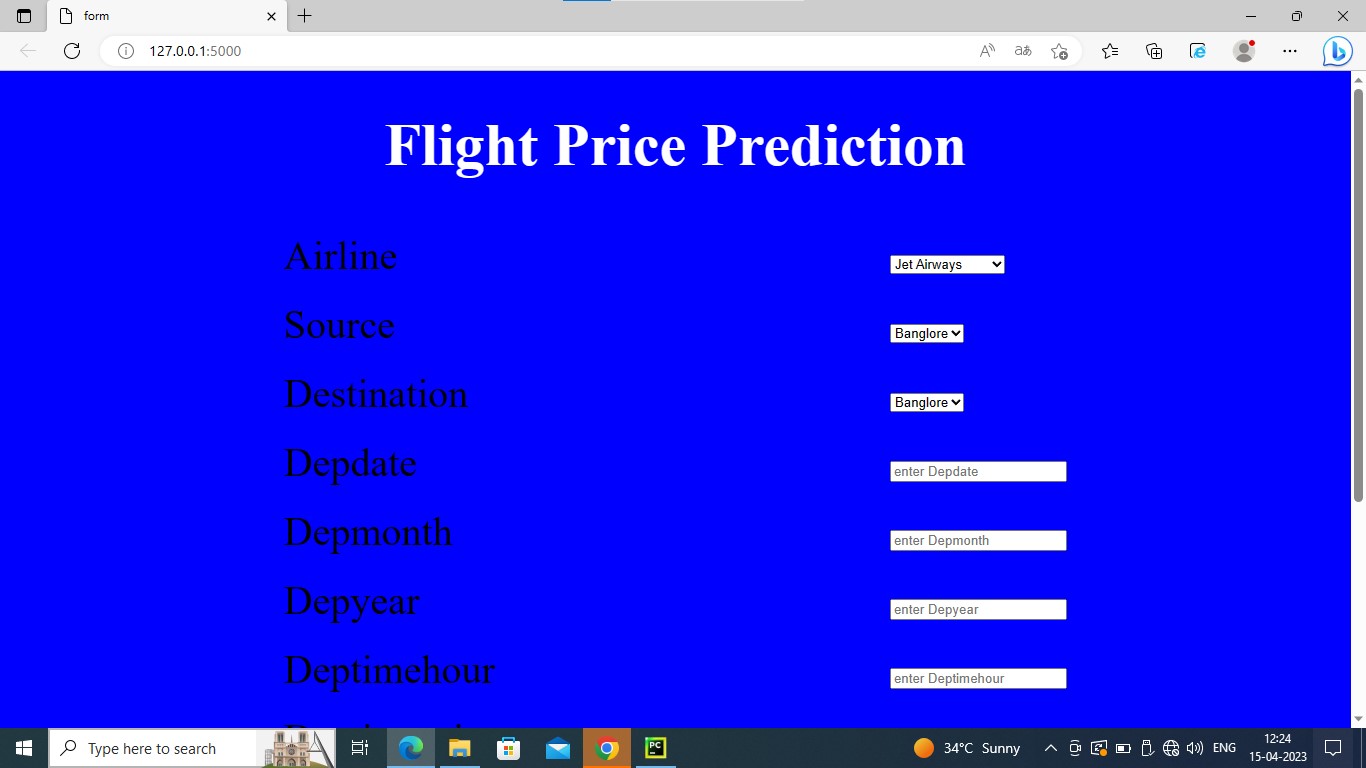 form
127.0.0.1:5000
Flight Price Prediction
Airline
Jet Airways
Source
Banglore
Destination
Banglore
Depdate
enter Depdate
Depmonth
enter Depmonth
Depyear
enter Depyear
Deptimehour
enter Deptimehour
Type here to search
PC
34°C Sunny
ENG
12:24
15-04-2023